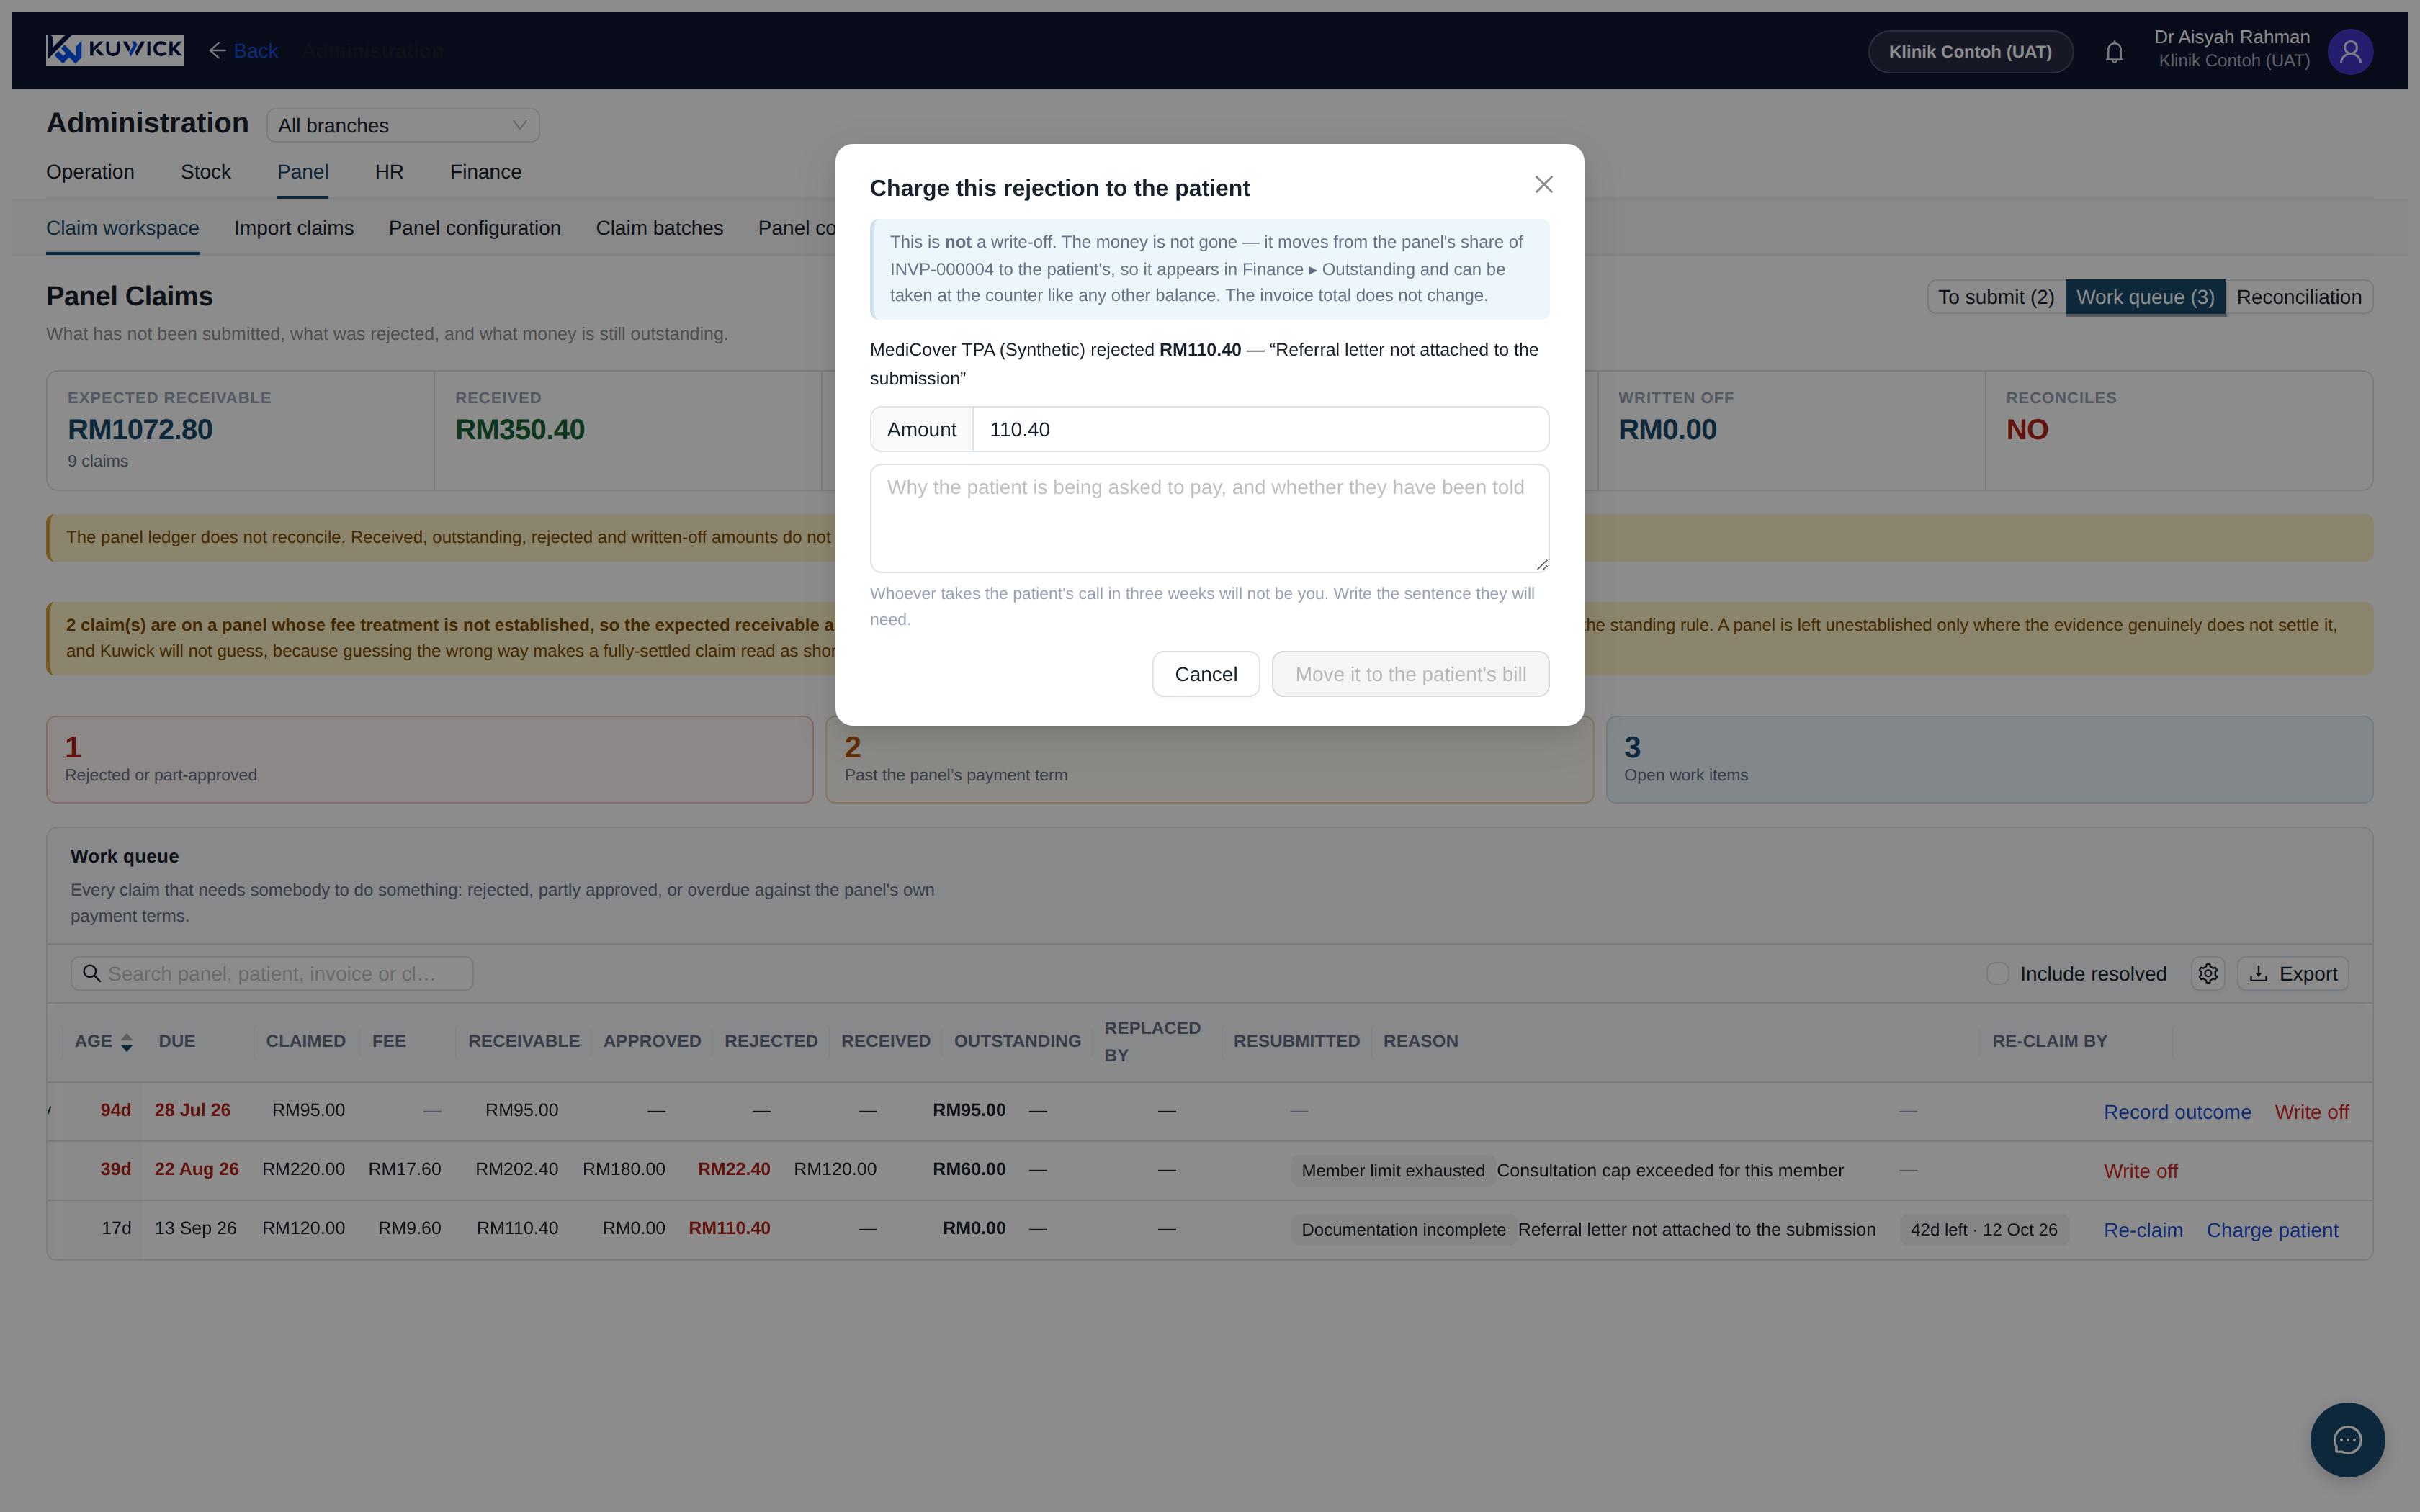 KUWICK
Back
Administration
Klinik Contoh (UAT)
Dr Aisyah Rahman
Klinik Contoh (UAT)
Administration
All branches
Operation
Stock
Panel
HR
Finance
Claim workspace
Import claims
Panel configuration
Claim batches
Panel co
Panel Claims
What has not been submitted, what was rejected, and what money is still outstanding.
To submit (2)
Work queue (3)
Reconciliation
EXPECTED RECEIVABLE
RM1072.80
9 claims
RECEIVED
RM350.40
WRITTEN OFF
RM0.00
RECONCILES
NO
The panel ledger does not reconcile. Received, outstanding, rejected and written-off amounts do not
2 claim(s) are on a panel whose fee treatment is not established, so the expected receivable a
the standing rule. A panel is left unestablished only where the evidence genuinely does not settle it,
and Kuwick will not guess, because guessing the wrong way makes a fully-settled claim read as shor
Charge this rejection to the patient
This is not a write-off. The money is not gone — it moves from the panel's share of
INVP-000004 to the patient's, so it appears in Finance ▸ Outstanding and can be
taken at the counter like any other balance. The invoice total does not change.
MediCover TPA (Synthetic) rejected RM110.40 — “Referral letter not attached to the
submission”
Amount
110.40
Why the patient is being asked to pay, and whether they have been told
Whoever takes the patient's call in three weeks will not be you. Write the sentence they will
need.
Cancel
Move it to the patient's bill
1
Rejected or part-approved
2
Past the panel's payment term
3
Open work items
Work queue
Every claim that needs somebody to do something: rejected, partly approved, or overdue against the panel's own
payment terms.
Search panel, patient, invoice or cl…
Include resolved
Export
AGE DUE CLAIMED FEE RECEIVABLE APPROVED REJECTED RECEIVED OUTSTANDING REPLACED BY RESUBMITTED REASON RE-CLAIM BY
94d 28 Jul 26 RM95.00 — RM95.00 — — — RM95.00 — — — — Record outcome Write off
39d 22 Aug 26 RM220.00 RM17.60 RM202.40 RM180.00 RM22.40 RM120.00 RM60.00 — — Member limit exhausted Consultation cap exceeded for this member — Write off
17d 13 Sep 26 RM120.00 RM9.60 RM110.40 RM0.00 RM110.40 — RM0.00 — — Documentation incomplete Referral letter not attached to the submission 42d left · 12 Oct 26 Re-claim Charge patient